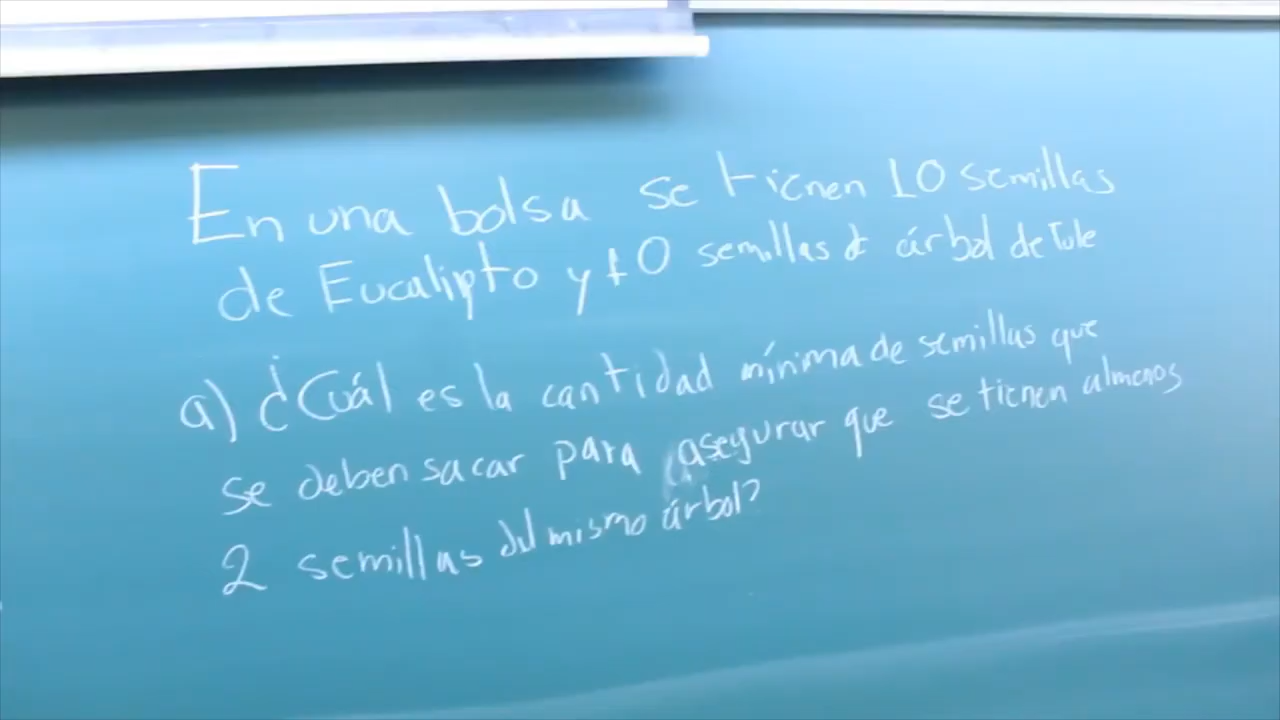 En una bolsa se tienen 10 semillas
de Eucalipto y 10 semillas de árbol de Tule
a) ¿Cuál es la cantidad mínima de semillas que
se deben sacar para asegurar que se tienen almenos
2 semillas del mismo árbol?